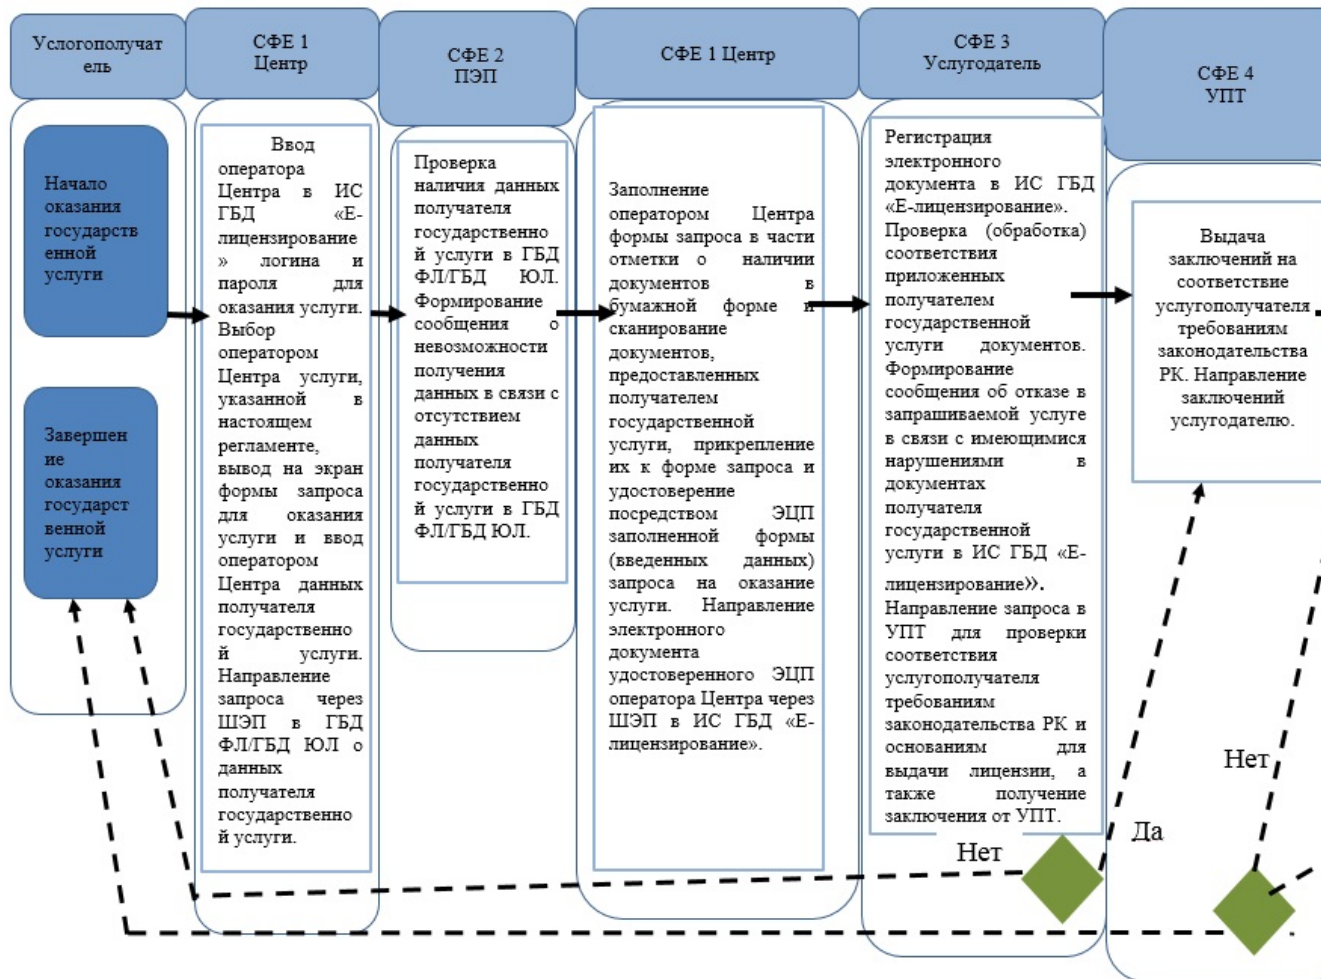 Услогополучат
ель
СФЕ 1
Центр
СФЕ 2
ПЭП
СФЕ 1 Центр
СФЕ 3
Услугодатель
СФЕ 4
УПТ
Начало
оказания
государств
енной
услуги
Завершен
ие
оказания
государст
венной
услуги
Ввод
оператора
Центра в ИС
ГБД «Е-
лицензирование
» логина и
пароля для
оказания услуги.
Выбор
оператором
Центра услуги,
указанной в
настоящем
регламенте,
вывод на экран
формы запроса
для оказания
услуги и ввод
оператором
Центра данных
получателя
государственно
й услуги.
Направление
запроса через
ШЭП в ГБД
ФЛ/ГБД ЮЛ о
данных
получателя
государственно
й услуги.
Проверка
наличия данных
получателя
государственно
й услуги в ГБД
ФЛ/ГБД ЮЛ.
Формирование
сообщения о
невозможности
получения
данных в связи с
отсутствием
данных
получателя
государственно
й услуги в ГБД
ФЛ/ГБД ЮЛ.
Заполнение
оператором Центра
формы запроса в части
отметки о наличии
документов в
бумажной форме и
сканирование
документов,
предоставленных
получателем
государственной
услуги, прикрепление
их к форме запроса и
удостоверение
посредством ЭЦП
заполненной формы
(введенных данных)
запроса на оказание
услуги. Направление
электронного
документа
удостоверенного ЭЦП
оператора Центра через
ШЭП в ИС ГБД «Е-
лицензирование».
Регистрация
электронного
документа в ИС ГБД
«Е-лицензирование».
Проверка (обработка)
соответствия
приложенных
получателем
государственной
услуги документов.
Формирование
сообщения об отказе в
запрашиваемой услуге
в связи с имеющимися
нарушениями в
документах
получателя
государственной
услуги в ИС ГБД «Е-
лицензирование».
Направление запроса в
УПТ для проверки
соответствия
услугополучателя
требованиям
законодательства РК и
основаниям для
выдачи лицензии, а
также получение
заключения от УПТ.
Выдача
заключений на
соответствие
услугополучателя
требованиям
законодательства
РК. Направление
заключений
услугодателю.
Нет
Да
Нет